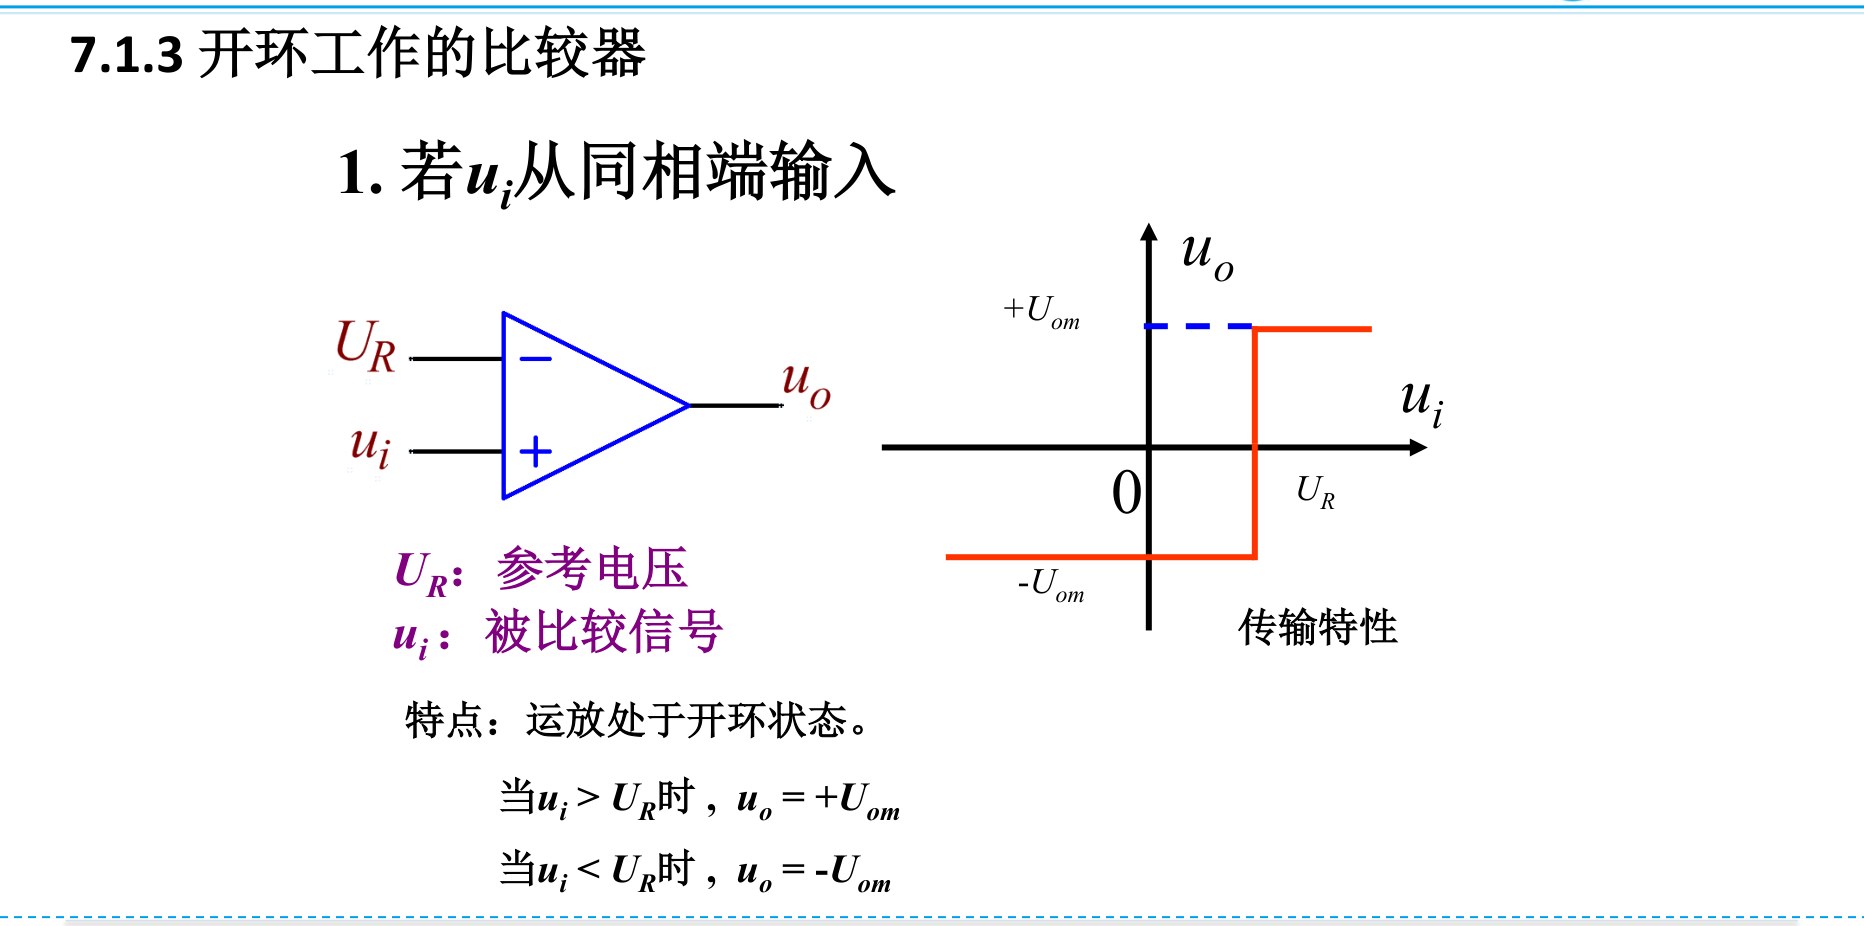 7.1.3 开环工作的比较器
1. 若ui从同相端输入
uo
+Uom
UR
−
uo
ui
ui
+
0
UR
UR：参考电压
-Uom
ui：被比较信号
传输特性
特点：运放处于开环状态。
当ui > UR时，uo = +Uom
当ui < UR时，uo = -Uom